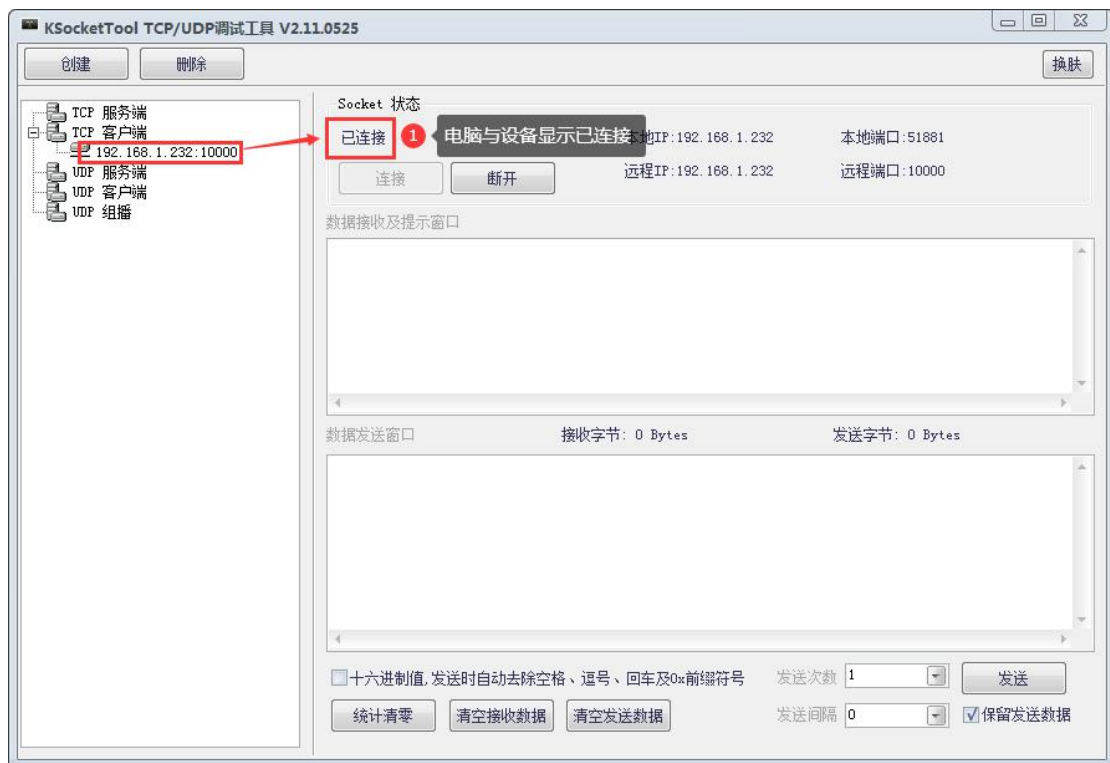 KSocketTool TCP/UDP调试工具 V2.11.0525
创建 删除 换肤
TCP 服务端
TCP 客户端
192.168.1.232:10000
UDP 服务端
UDP 客户端
UDP 组播
Socket 状态
已连接 1 电脑与设备显示已连接 地IP:192.168.1.232 本地端口:51881
连接 断开 远程IP:192.168.1.232 远程端口:10000
数据接收及提示窗口
数据发送窗口 接收字节: 0 Bytes 发送字节: 0 Bytes
十六进制值,发送时自动去除空格、逗号、回车及0x前缀符号 发送次数 1 发送
统计清零 清空接收数据 清空发送数据 发送间隔 0 保留发送数据